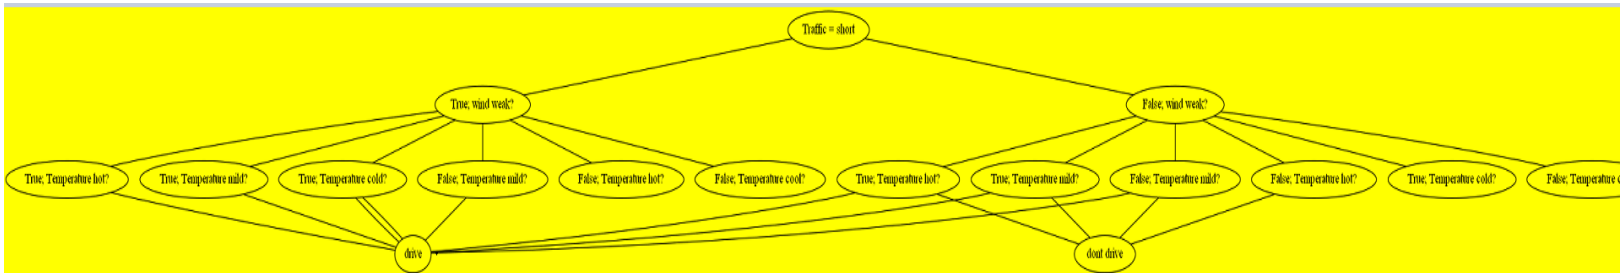 Traffic = short
True; wind weak?
False; wind weak?
True; Temperature hot?
True; Temperature mild?
True; Temperature cold?
False; Temperature mild?
False; Temperature hot?
False; Temperature cool?
True; Temperature hot?
True; Temperature mild?
False; Temperature mild?
False; Temperature hot?
True; Temperature cold?
False; Temperature
drive
dont drive